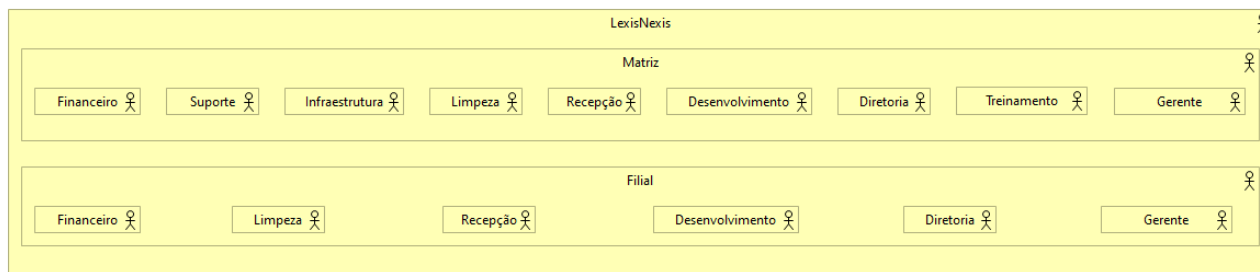 LexisNexis
Matriz
Financeiro Suporte Infraestrutura Limpeza Recepção Desenvolvimento Diretoria Treinamento Gerente
Filial
Financeiro Limpeza Recepção Desenvolvimento Diretoria Gerente